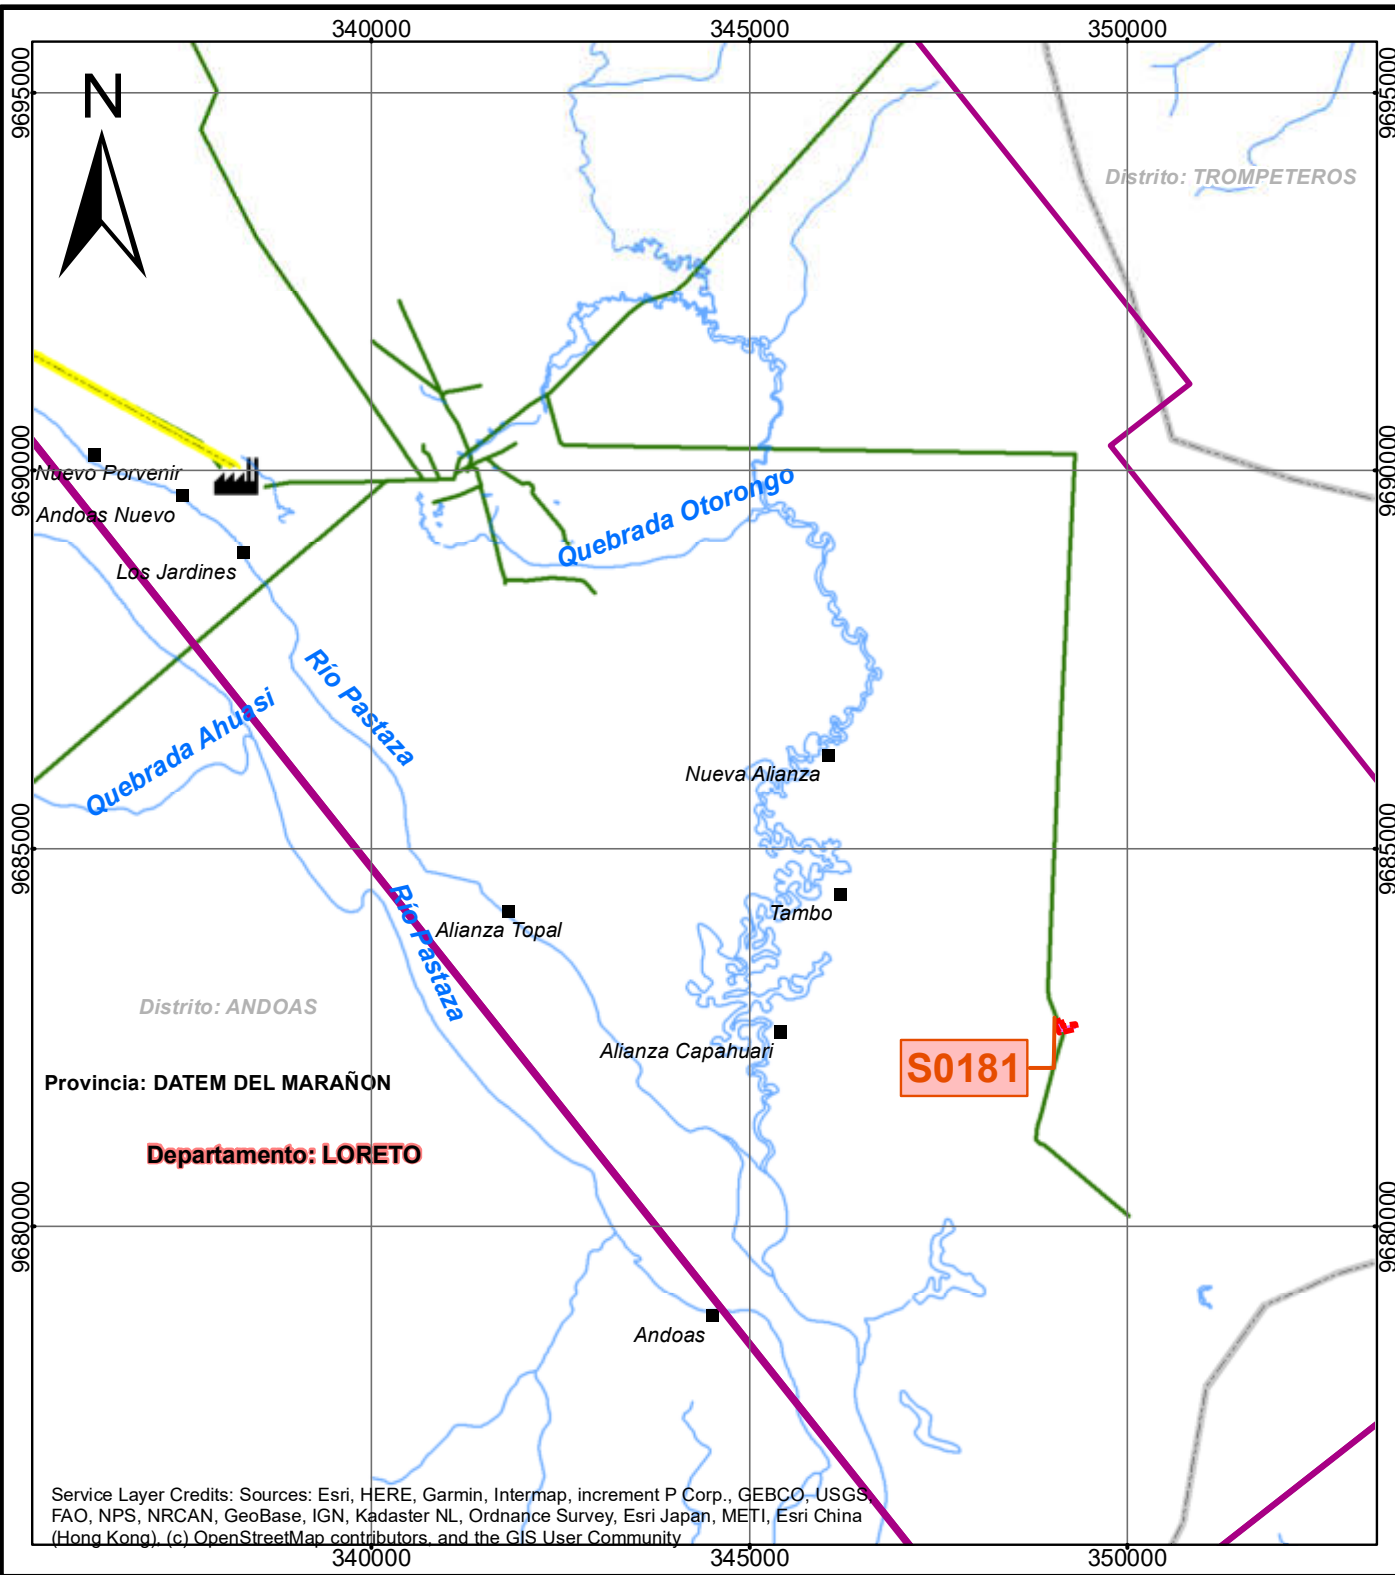 340000
345000
350000
9695000
9695000
N
Distrito: TROMPETEROS
Nuevo Porvenir
9690000
9690000
Quebrada Otorongo
Andoas Nuevo
Los Jardines
Río Pastaza
Quebrada Ahuasi
Nueva Alianza
9685000
9685000
Río Pastaza
Tambo
Alianza Topal
Distrito: ANDOAS
Alianza Capahuari
S0181
Provincia: DATEM DEL MARAÑON
Departamento: LORETO
9680000
9680000
Andoas
Service Layer Credits: Sources: Esri, HERE, Garmin, Intermap, increment P Corp., GEBCO, USGS,
FAO, NPS, NRCAN, GeoBase, IGN, Kadaster NL, Ordnance Survey, Esri Japan, METI, Esri China
(Hong Kong), (c) OpenStreetMap contributors, and the GIS User Community
340000
345000
350000